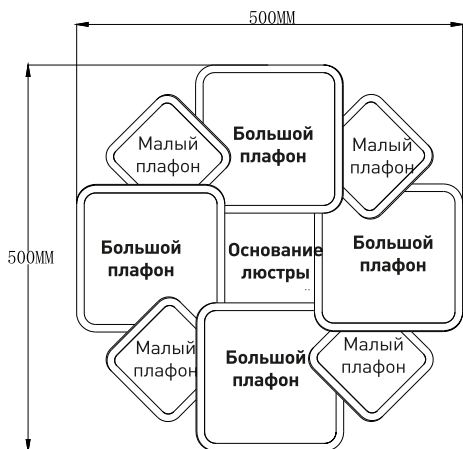 500MM
Большой
плафон
Малый
плафон
Малый
плафон
500MM
Большой
плафон
Основание
люстры
Большой
плафон
Малый
плафон
Большой
плафон
Малый
плафон